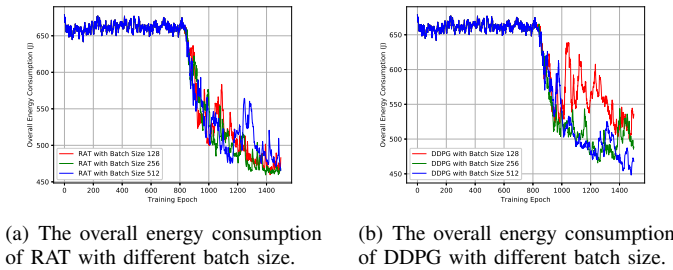 Overall Energy Consumption (J)
650
600
550
500
450
RAT with Batch Size 128
RAT with Batch Size 256
RAT with Batch Size 512
0 200 400 600 800 1000 1200 1400
Training Epoch
(a) The overall energy consumption
of RAT with different batch size.
Overall Energy Consumption (J)
650
600
550
500
450
DDPG with Batch Size 128
DDPG with Batch Size 256
DDPG with Batch Size 512
0 200 400 600 800 1000 1200 1400
Training Epoch
(b) The overall energy consumption
of DDPG with different batch size.